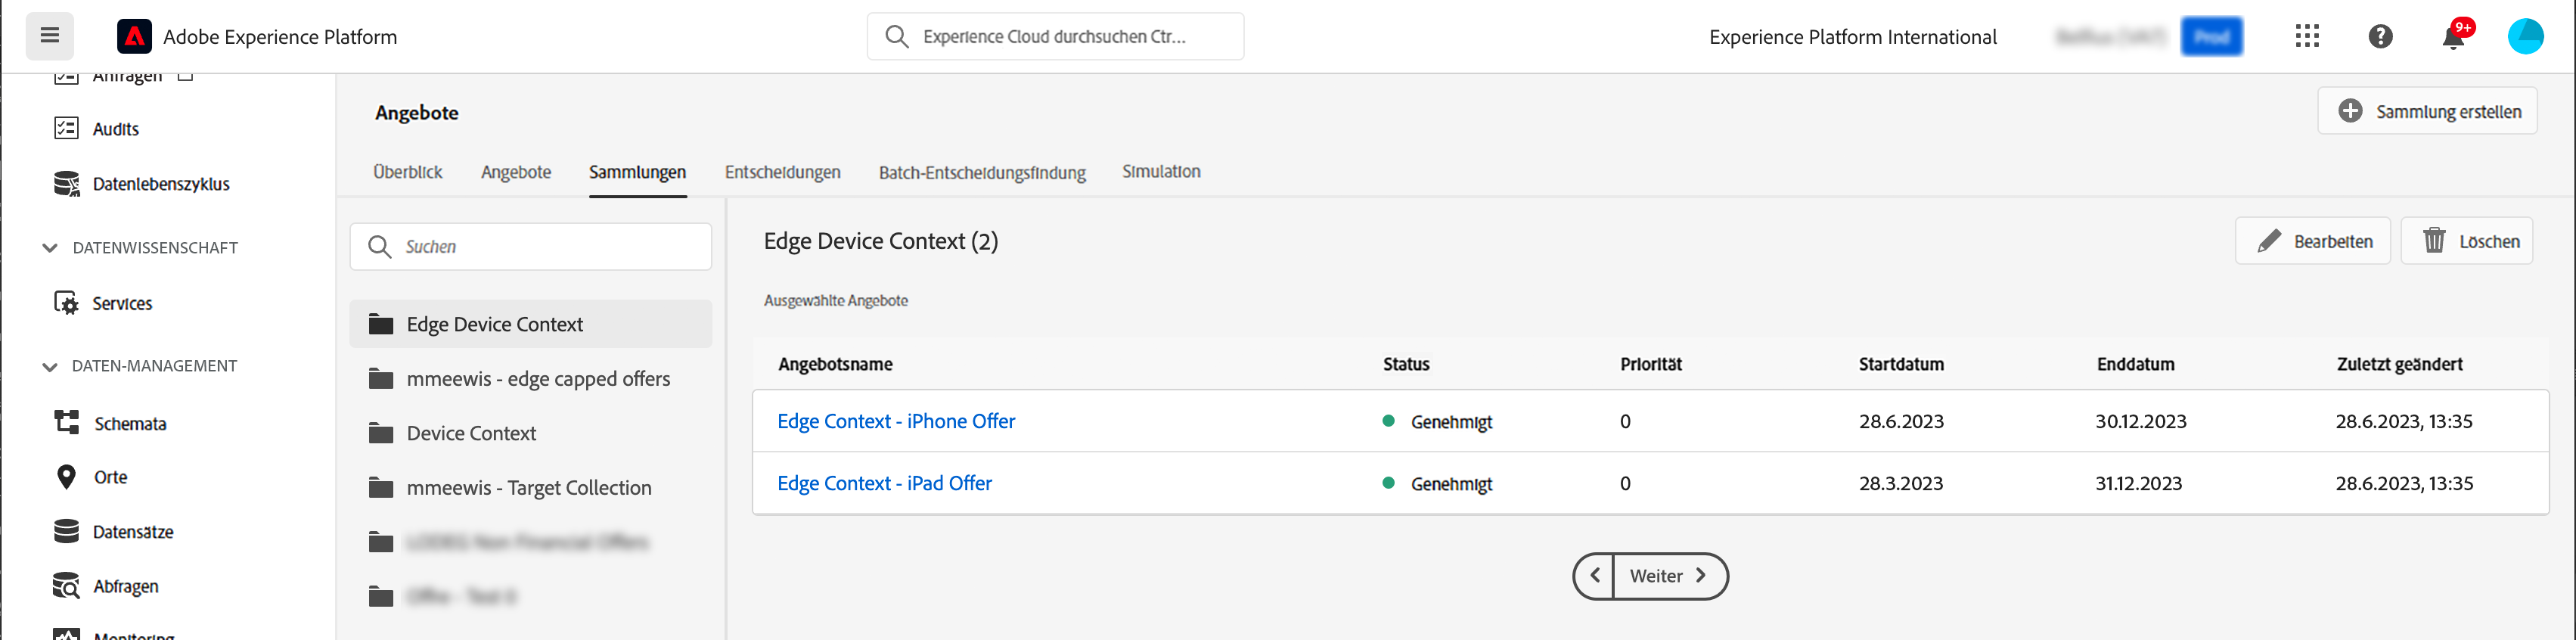 Adobe Experience Platform
Experience Cloud durchsuchen Ctr...
Experience Platform International
Prod
9+
Anfragen
Audits
Datenlebenszyklus
DATENWISSENSCHAFT
Services
DATEN-MANAGEMENT
Schemata
Orte
Datensätze
Abfragen
Monitoring
Angebote
Sammlung erstellen
Überblick
Angebote
Sammlungen
Entscheidungen
Batch-Entscheidungsfindung
Simulation
Suchen
Edge Device Context
mmeewis - edge capped offers
Device Context
mmeewis - Target Collection
Edge Device Context (2)
Bearbeiten
Löschen
Ausgewählte Angebote
Angebotsname Status Priorität Startdatum Enddatum Zuletzt geändert
Edge Context - iPhone Offer Genehmigt 0 28.6.2023 30.12.2023 28.6.2023, 13:35
Edge Context - iPad Offer Genehmigt 0 28.3.2023 31.12.2023 28.6.2023, 13:35
Weiter